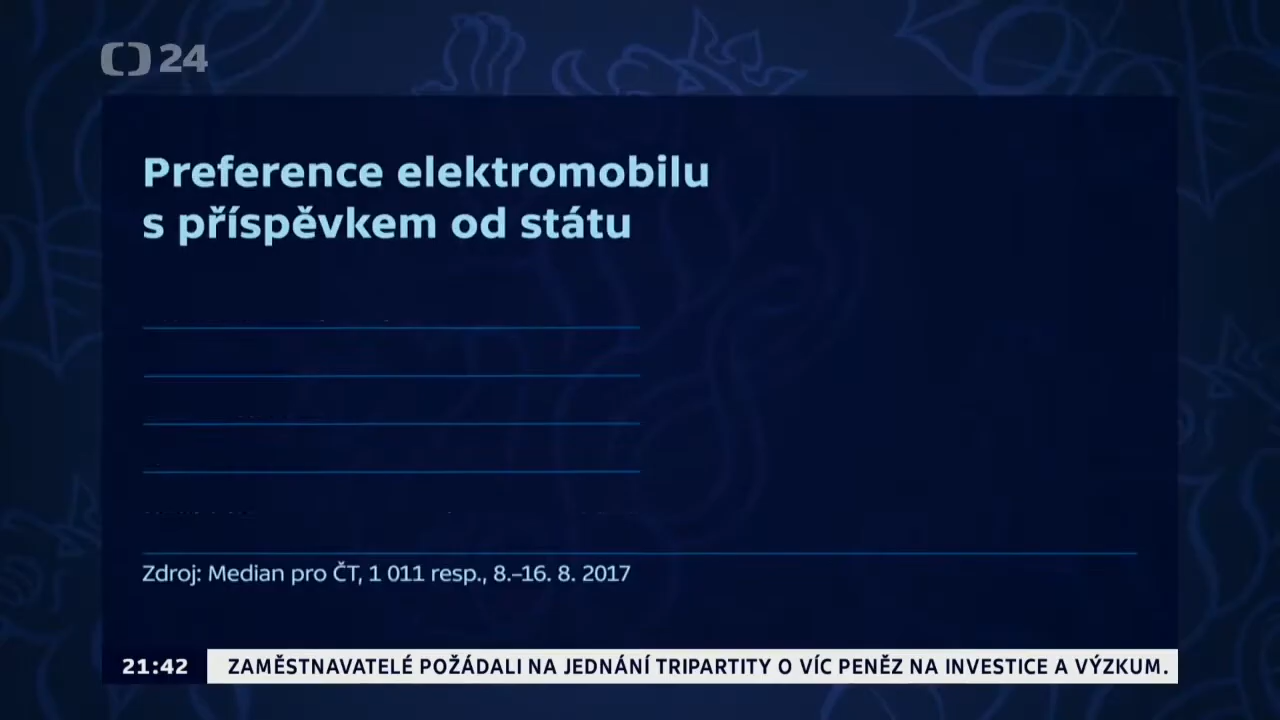 24
Preference elektromobilu
s příspěvkem od státu
Zdroj: Median pro ČT, 1 011 resp., 8.–16. 8. 2017
21:42 ZAMĚSTNAVATELÉ POŽÁDALI NA JEDNÁNÍ TRIPARTITY O VÍC PENĚZ NA INVESTICE A VÝZKUM.